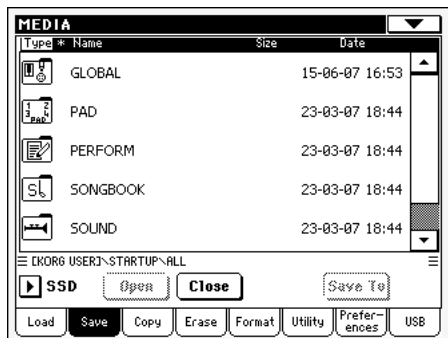 MEDIA
Type * Name Size Date
GLOBAL 15-06-07 16:53
PAD 23-03-07 18:44
PERFORM 23-03-07 18:44
SONGBOOK 23-03-07 18:44
SOUND 23-03-07 18:44
[KORG USER]\STARTUP\ALL
SSD Open Close Save To
Load Save Copy Erase Format Utility Prefer-ences USB